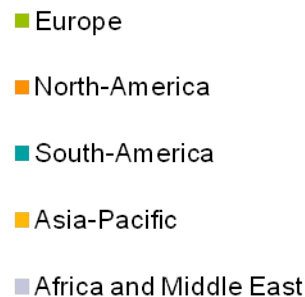 Europe
North-America
South-America
Asia-Pacific
Africa and Middle East